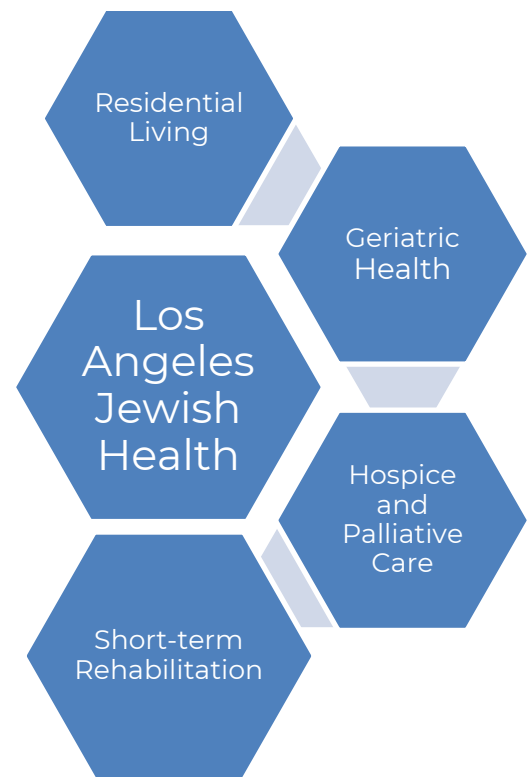 Residential
Living
Geriatric
Health
Los
Angeles
Jewish
Health
Hospice
and
Palliative
Care
Short-term
Rehabilitation